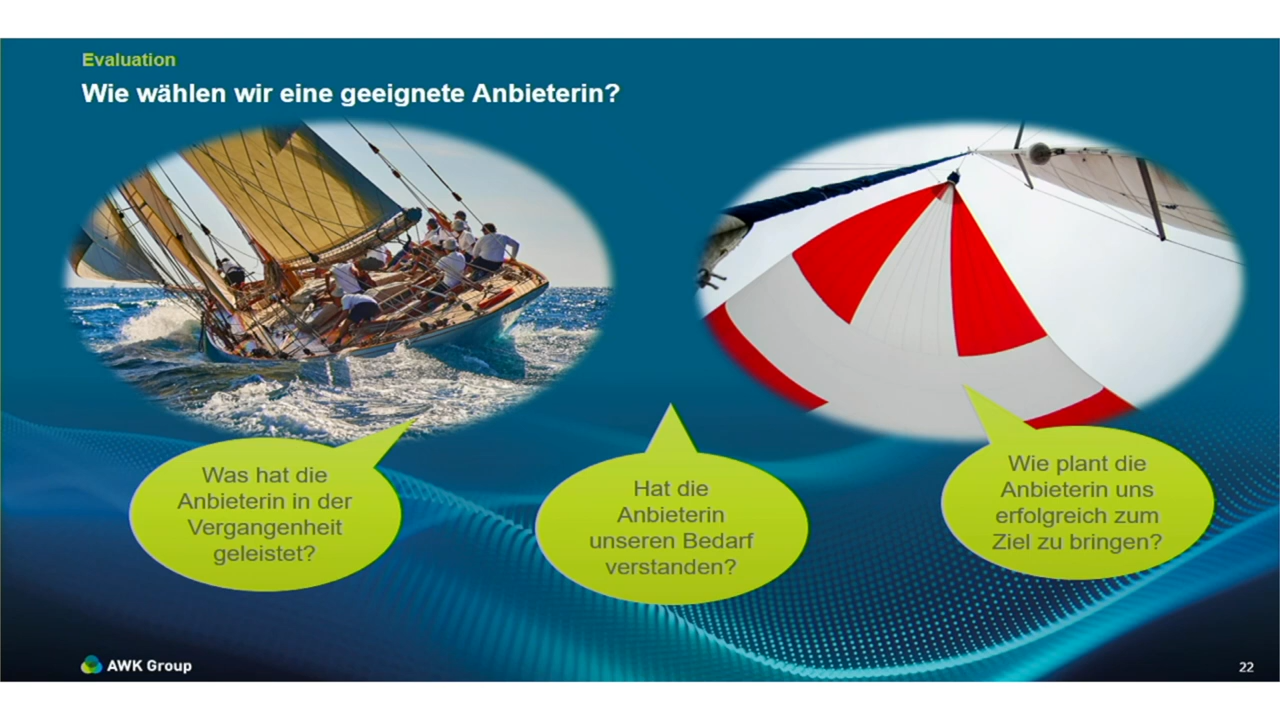 Evaluation
Wie wählen wir eine geeignete Anbieterin?
Was hat die
Anbieterin in der
Vergangenheit
geleistet?
Hat die
Anbieterin
unseren Bedarf
verstanden?
Wie plant die
Anbieterin uns
erfolgreich zum
Ziel zu bringen?
AWK Group
22